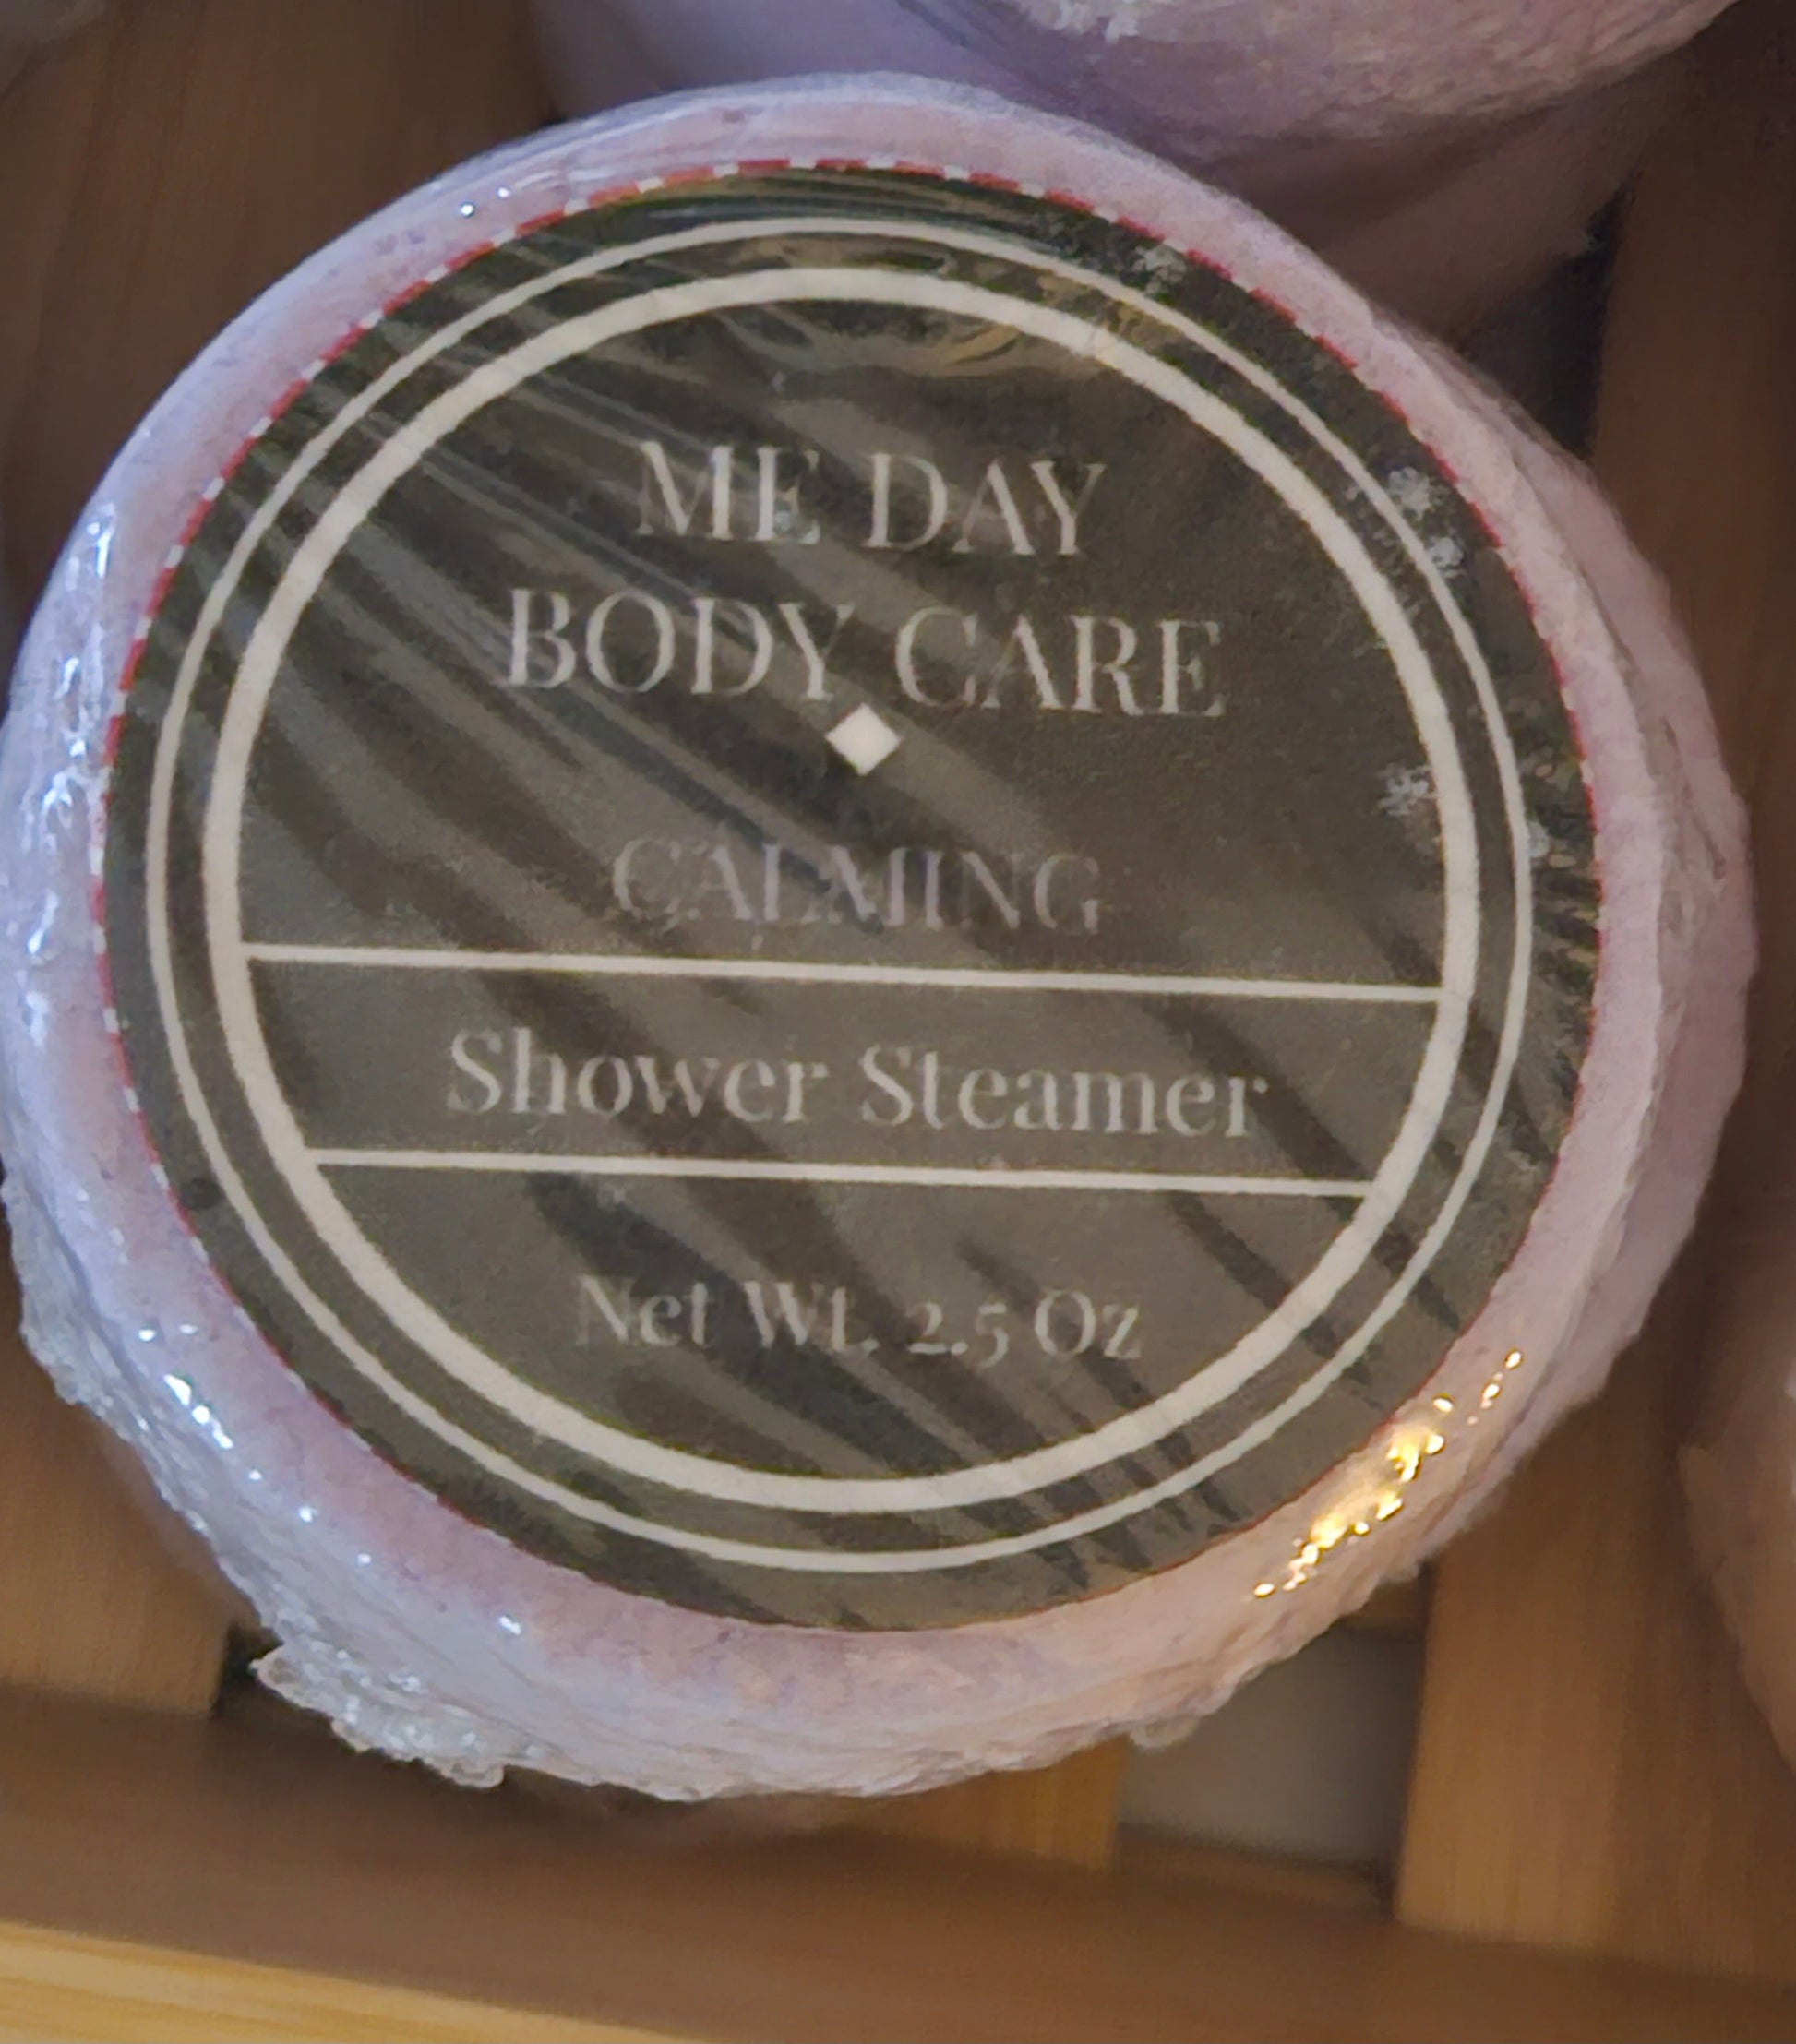 ME DAY
BODY CARE
CALMING
Shower Steamer
Net Wt. 2.5 Oz